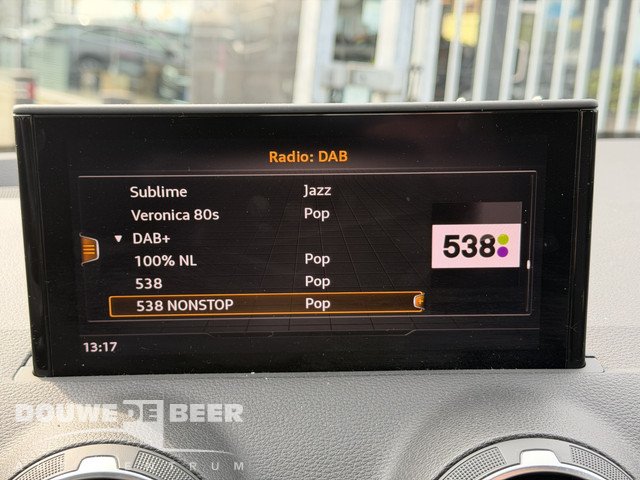 Radio: DAB
Sublime Jazz
Veronica 80s Pop
DAB+
100% NL Pop
538 Pop
538 NONSTOP Pop
538
13:17
DOUWE DE BEER
CENTRUM